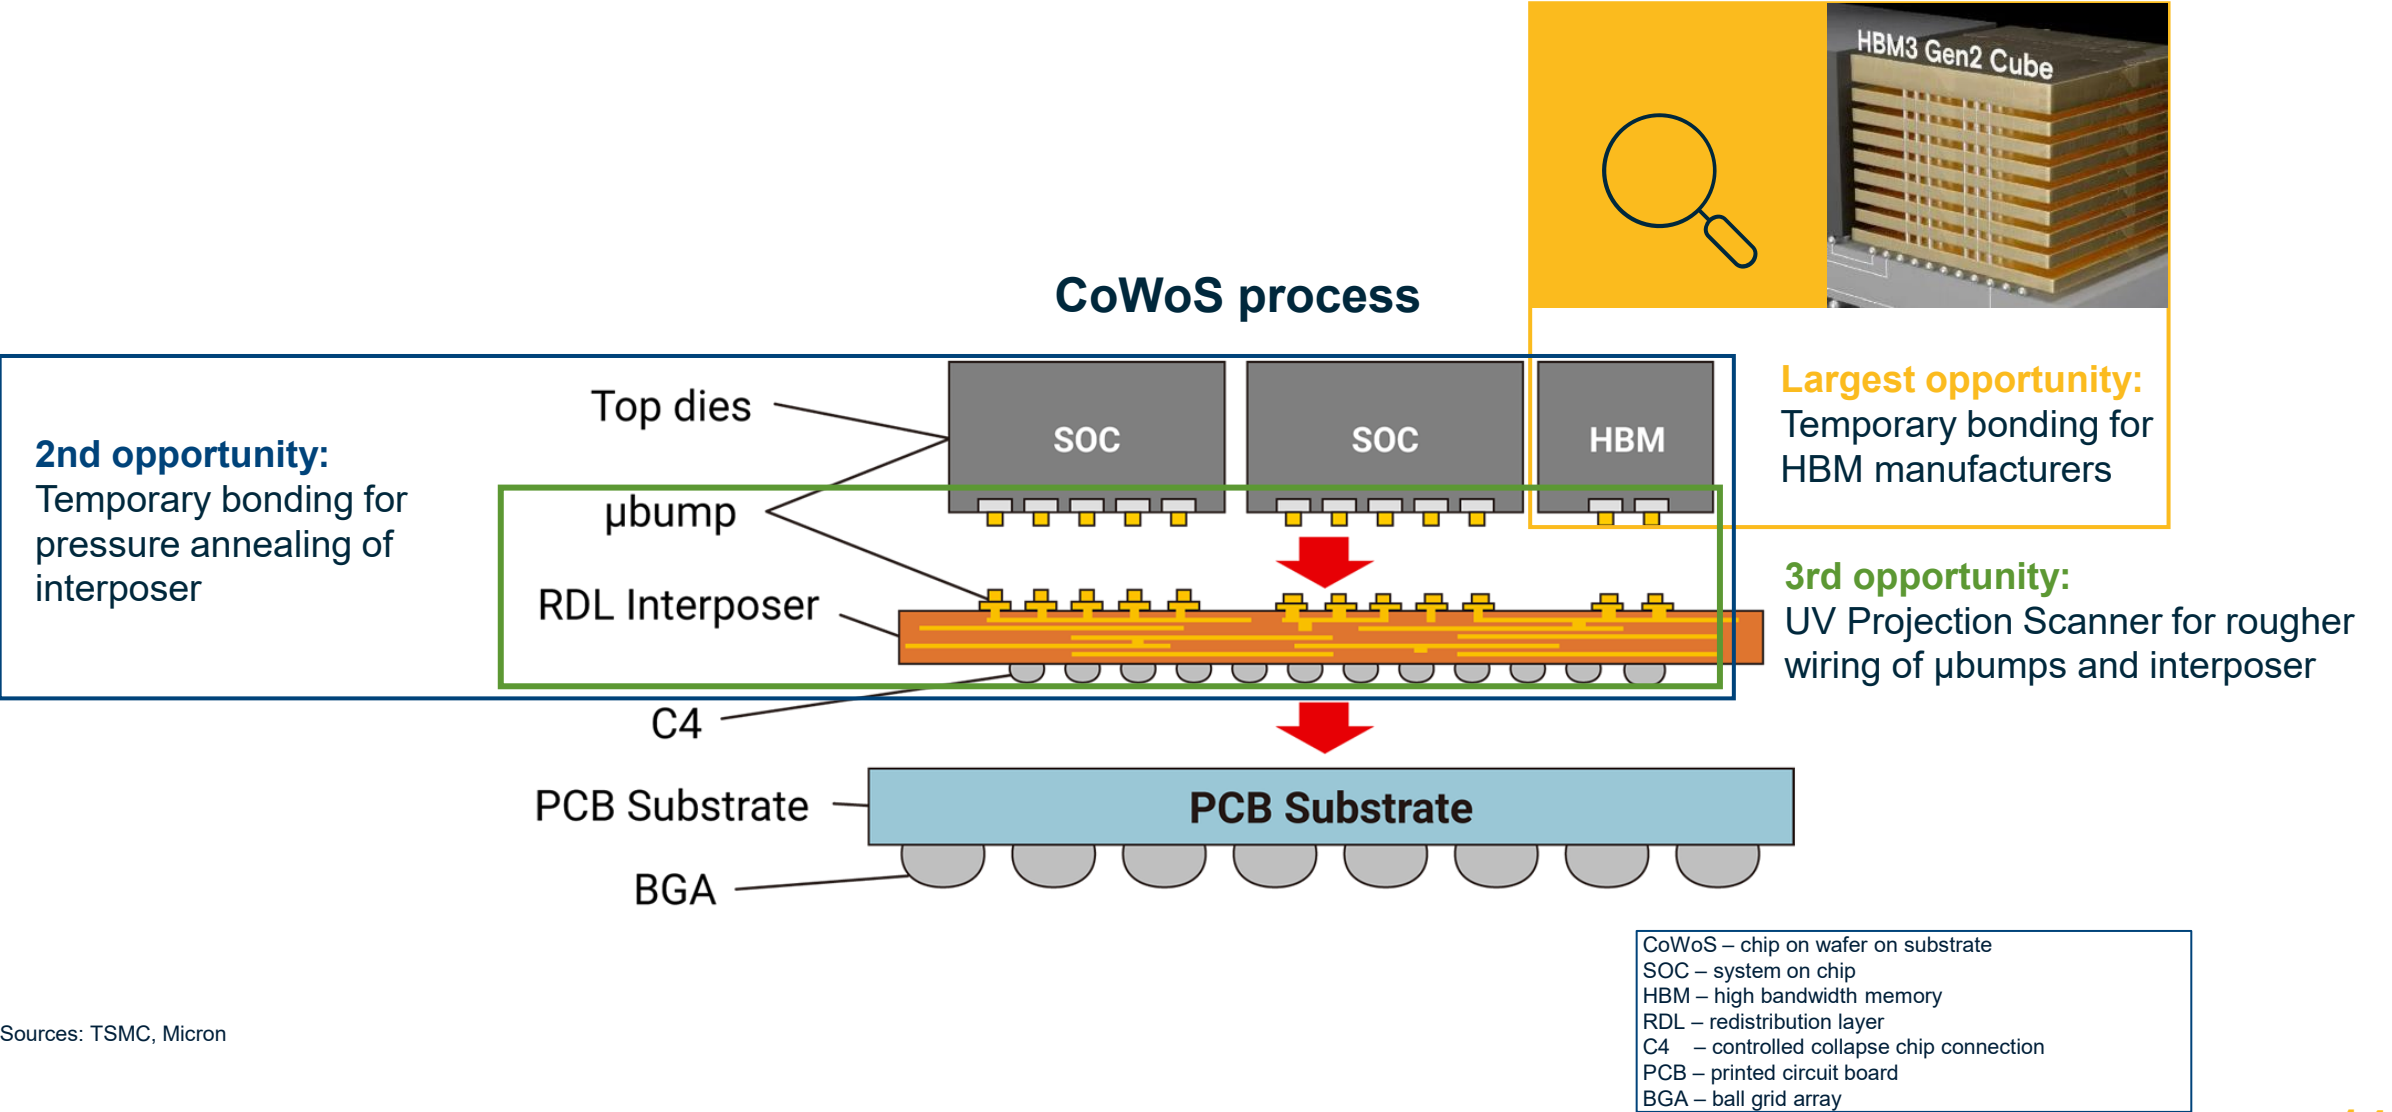 HBM3 Gen2 Cube
CoWoS process
Largest opportunity:
Temporary bonding for
HBM manufacturers
2nd opportunity:
Temporary bonding for
pressure annealing of
interposer
Top dies
SOC
SOC
HBM
µbump
RDL Interposer
3rd opportunity:
UV Projection Scanner for rougher
wiring of µbumps and interposer
C4
PCB Substrate
PCB Substrate
BGA
CoWoS – chip on wafer on substrate
SOC – system on chip
HBM – high bandwidth memory
RDL – redistribution layer
C4 – controlled collapse chip connection
PCB – printed circuit board
BGA – ball grid array
Sources: TSMC, Micron